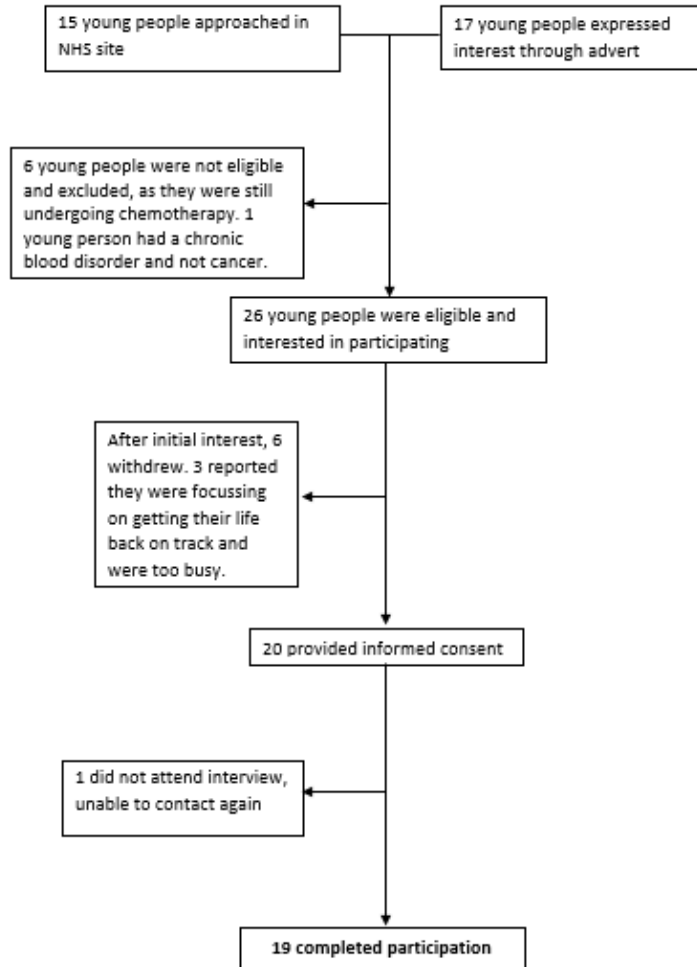 15 young people approached in
NHS site
17 young people expressed
interest through advert
6 young people were not eligible
and excluded, as they were still
undergoing chemotherapy. 1
young person had a chronic
blood disorder and not cancer.
26 young people were eligible and
interested in participating
After initial interest, 6
withdrew. 3 reported
they were focussing
on getting their life
back on track and
were too busy.
20 provided informed consent
1 did not attend interview,
unable to contact again
19 completed participation